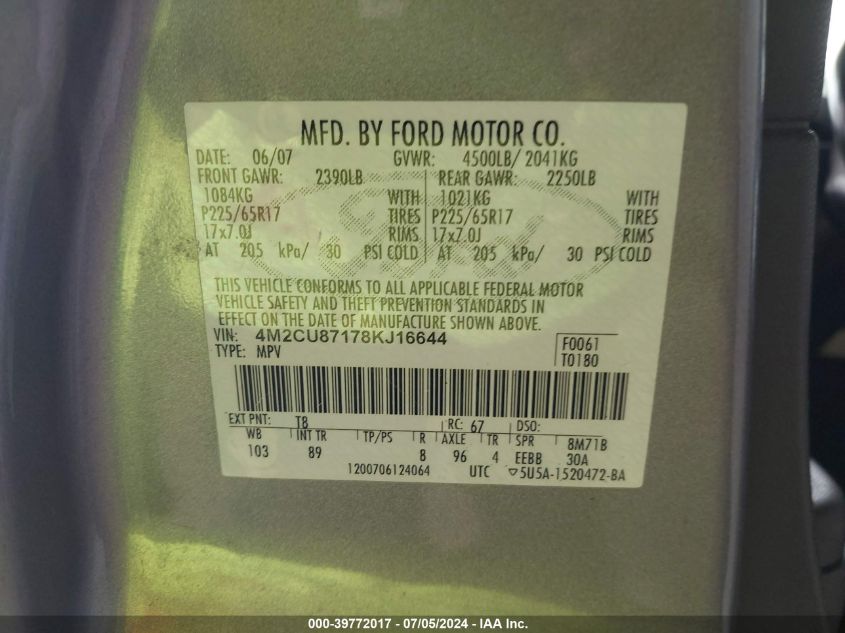 MFD. BY FORD MOTOR CO.
DATE: 06/07 GVWR: 4500LB/ 2041KG
FRONT GAWR: 2390LB REAR GAWR: 2250LB
1084KG WITH 1021KG WITH
P225/65R17 TIRES P225/65R17 TIRES
17x7.0J RIMS 17x7.0J RIMS
AT 205 kPa/ 30 PSI COLD AT 205 kPa/ 30 PSI COLD
Ford
THIS VEHICLE CONFORMS TO ALL APPLICABLE FEDERAL MOTOR
VEHICLE SAFETY AND THEFT PREVENTION STANDARDS IN
EFFECT ON THE DATE OF MANUFACTURE SHOWN ABOVE.
VIN: 4M2CU87178KJ16644
TYPE: MPV
F0061
T0180
EXT PNT: T8 RC: 67 DSO:
WB INT TR TP/PS R AXLE TR SPR 8M71B
103 89 8 96 4 EEBB 30A
1200706124064 UTC ▽5U5A-1520472-BA
000-39772017 - 07/05/2024 - IAA Inc.